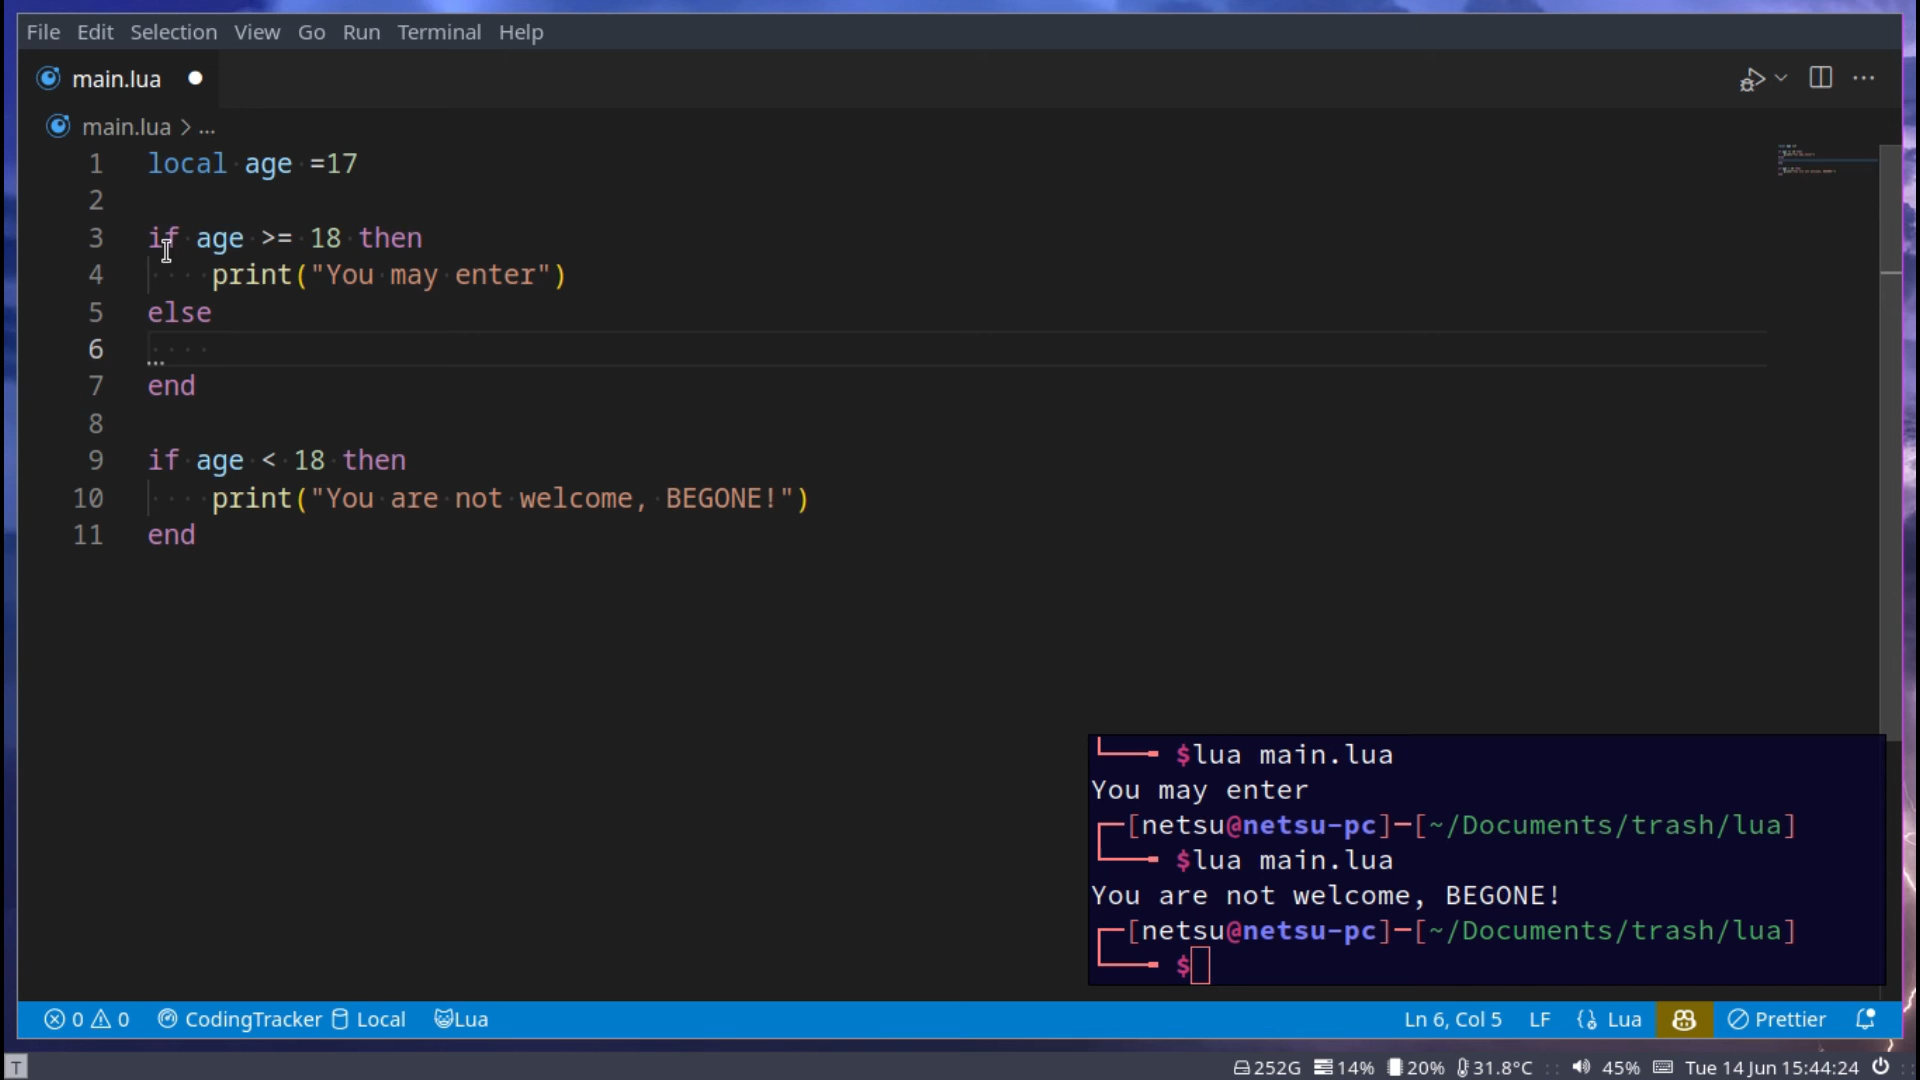 File Edit Selection View Go Run Terminal Help
main.lua
main.lua > ...
1 local age =17
2
3 if age >= 18 then
4 print("You may enter")
5 else
6
7 end
8
9 if age < 18 then
10 print("You are not welcome, BEGONE!")
11 end
$lua main.lua
You may enter
[netsu@netsu-pc]-[~/Documents/trash/lua]
$lua main.lua
You are not welcome, BEGONE!
[netsu@netsu-pc]-[~/Documents/trash/lua]
$
0 0 CodingTracker Local Lua Ln 6, Col 5 LF Lua Prettier
T 252G 14% 20% 31.8°C 45% Tue 14 Jun 15:44:24